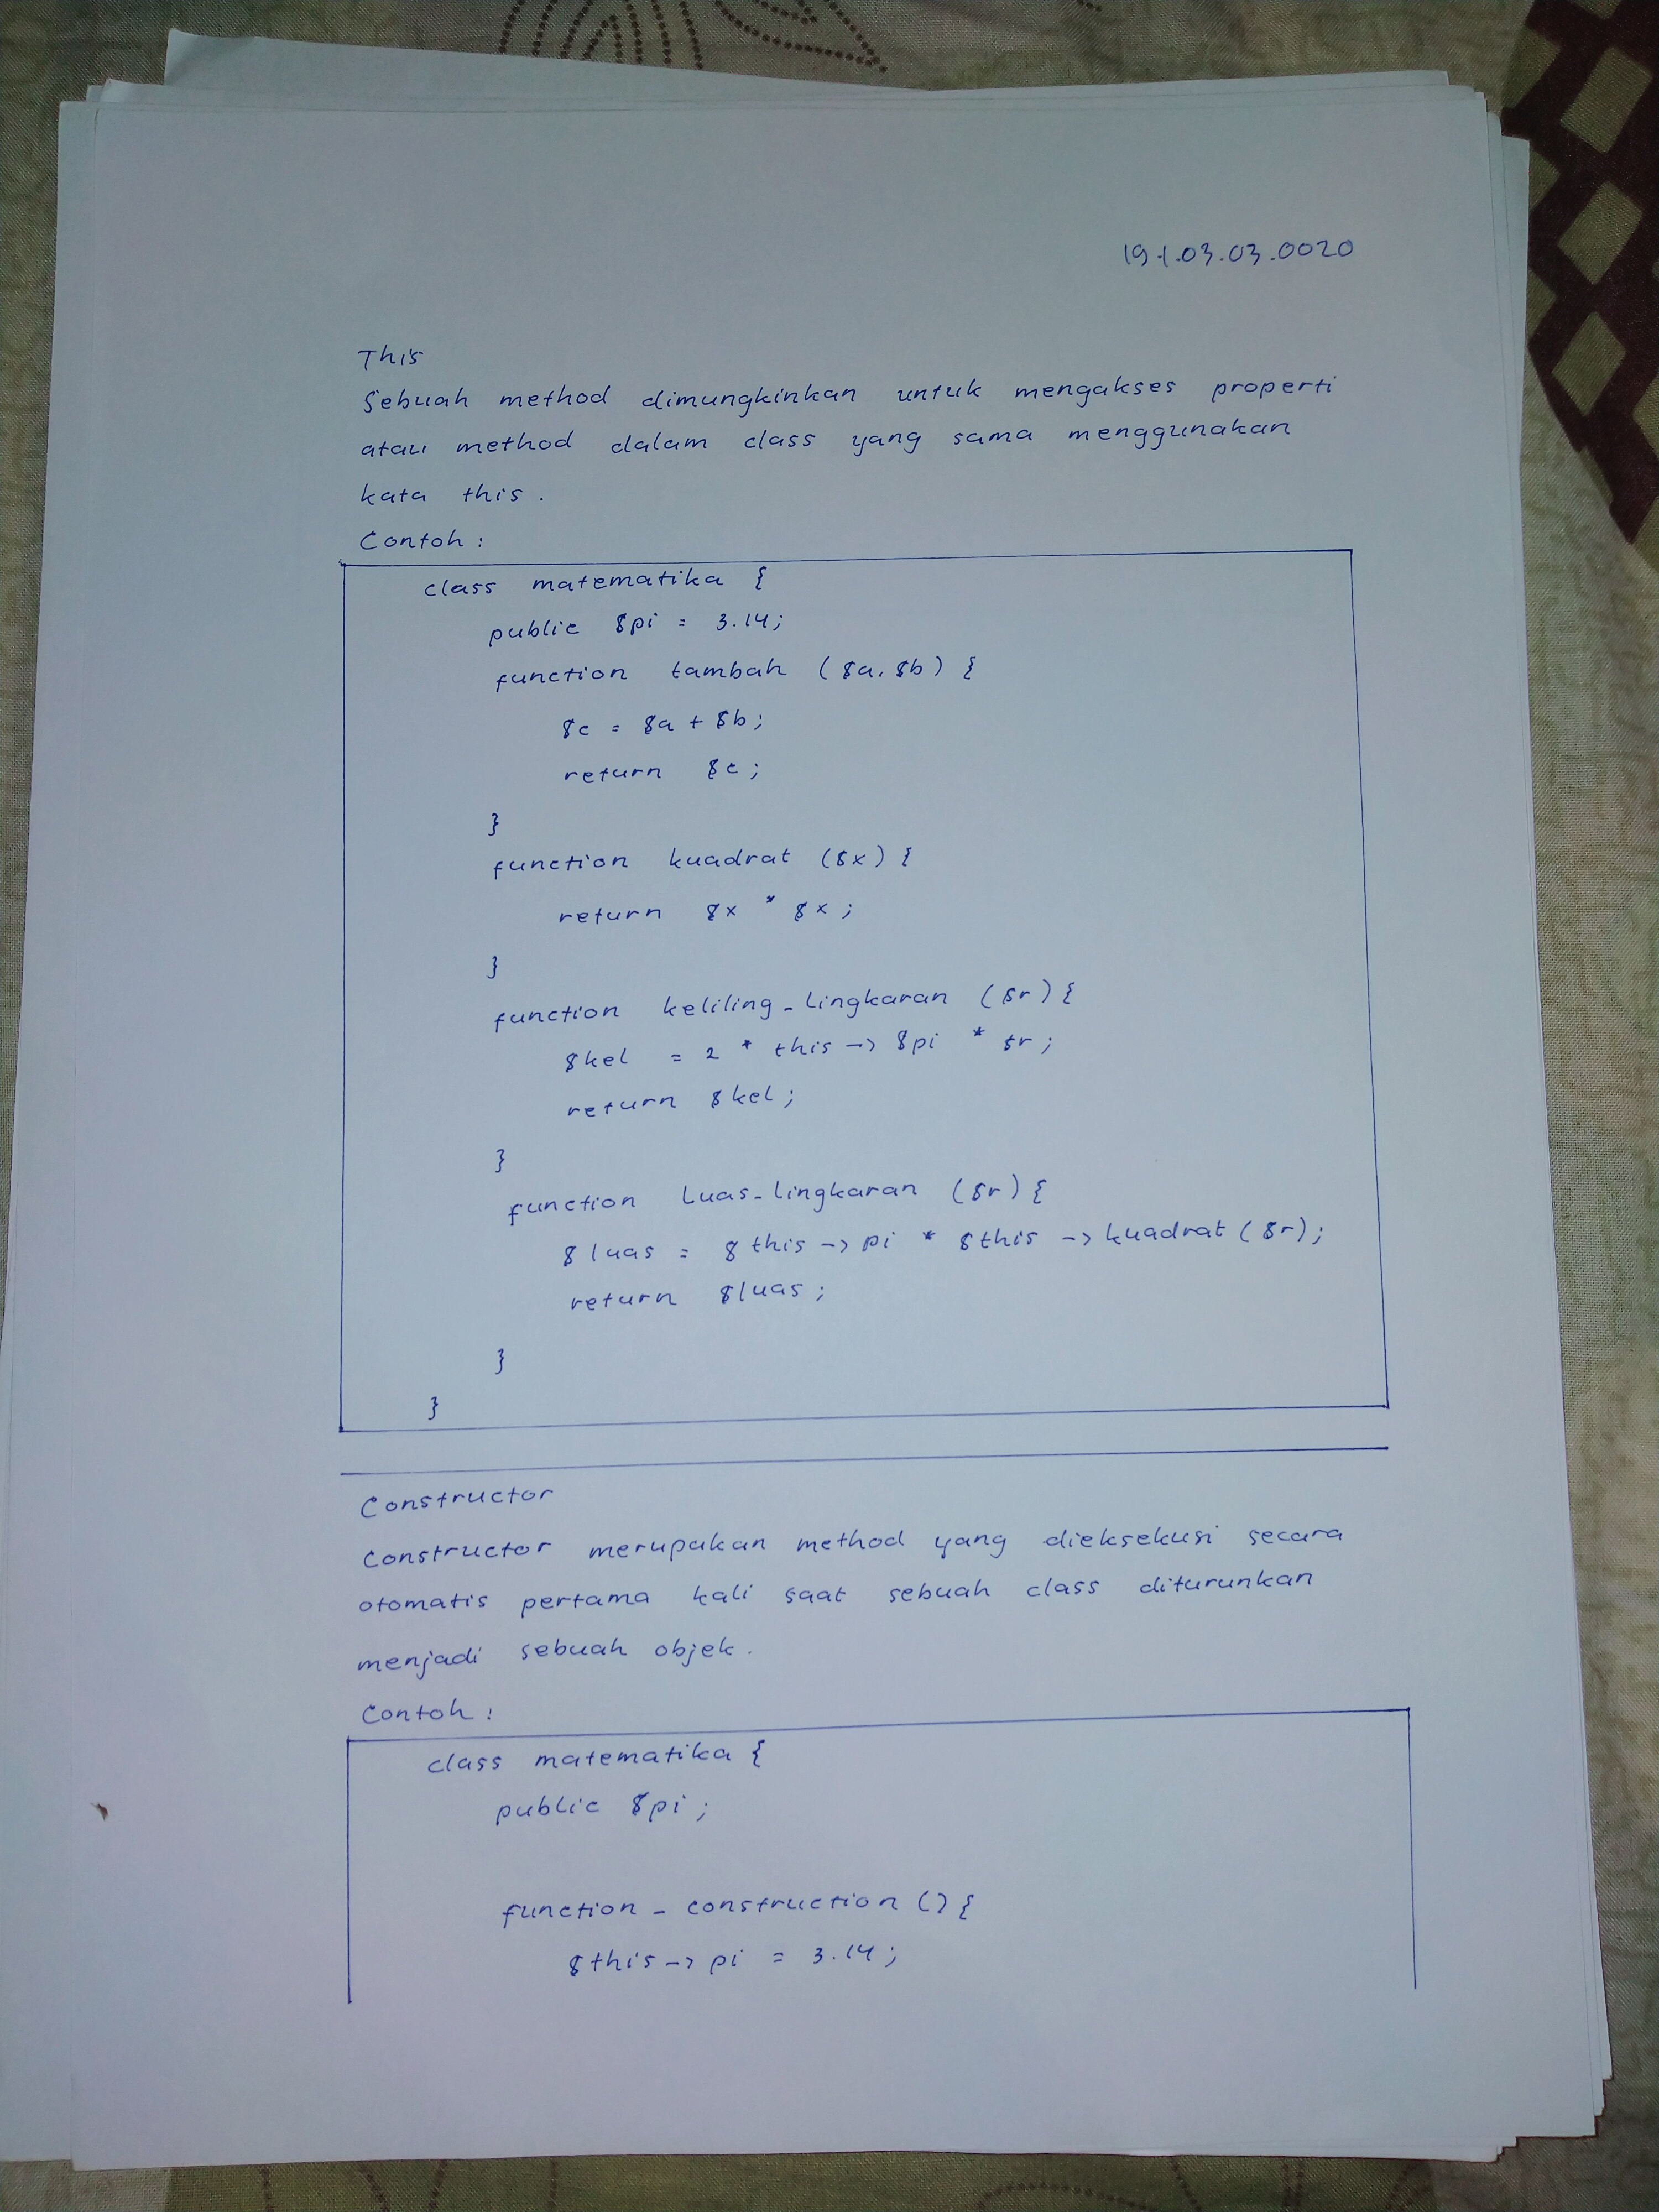 19.1.03.03.0020
This
Sebuah method dimungkinkan untuk mengakses properti
atau method dalam class yang sama menggunakan
kata this.
Contoh :
class matematika {
public $pi = 3.14;
function tambah ($a, $b) {
$c = $a + $b;
return $c;
}
function kuadrat ($x) {
return $x * $x;
}
function keliling_lingkaran ($r) {
$kel = 2 * this -> $pi * $r;
return $kel;
}
function Luas_lingkaran ($r) {
$luas = $this -> pi * $this -> kuadrat ($r);
return $luas;
}
}
Constructor
Constructor merupakan method yang dieksekusi secara
otomatis pertama kali saat sebuah class diturunkan
menjadi sebuah objek.
Contoh :
class matematika {
public $pi;
function _ construction () {
$this -> pi = 3.14;